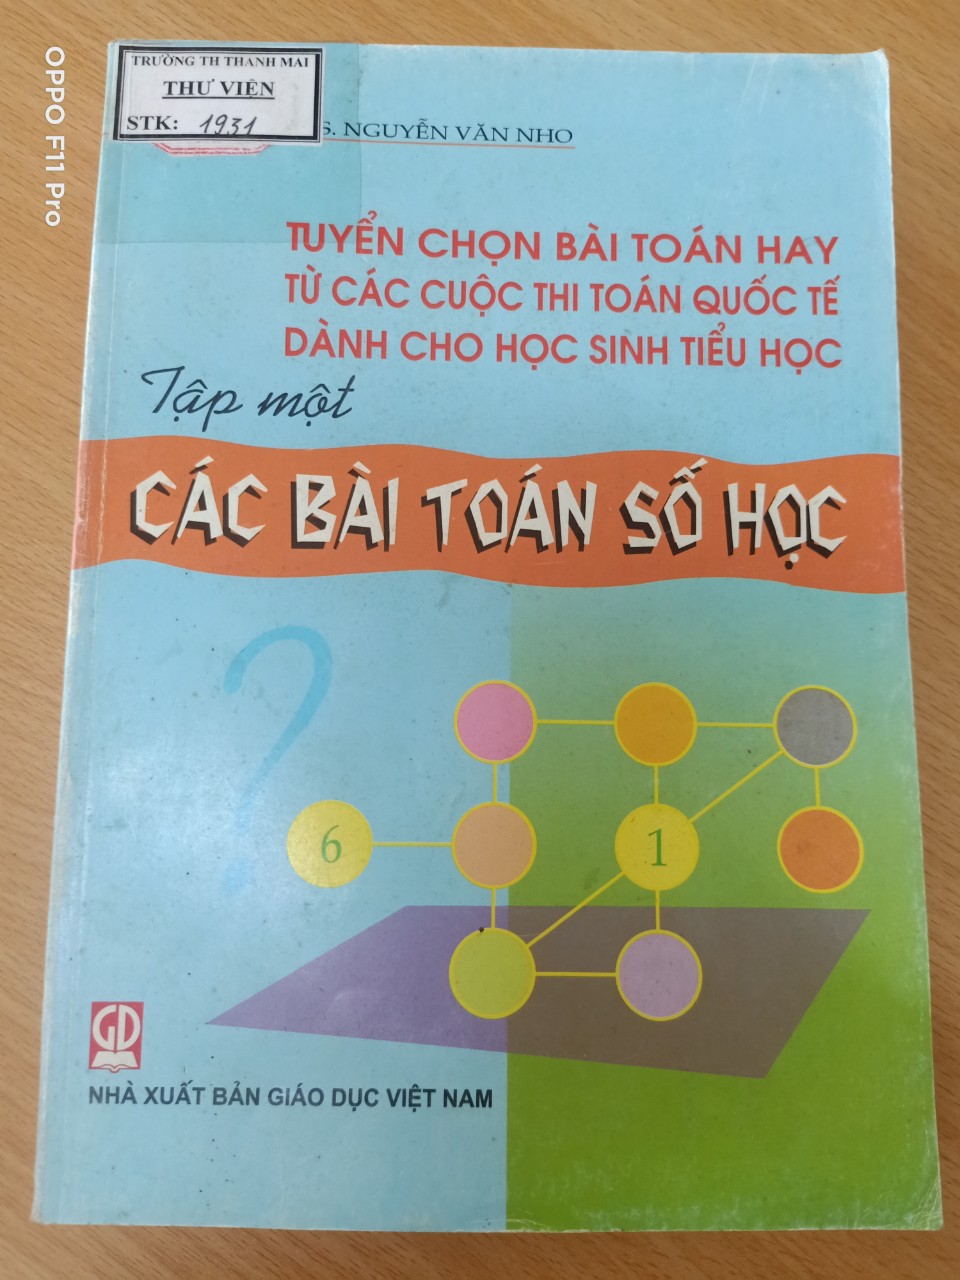 TRƯỜNG TH THANH MAI
THƯ VIỆN
STK: 1931
S. NGUYỄN VĂN NHO
TUYỂN CHỌN BÀI TOÁN HAY
TỪ CÁC CUỘC THI TOÁN QUỐC TẾ
DÀNH CHO HỌC SINH TIỂU HỌC
Tập một
CÁC BÀI TOÁN SỐ HỌC
?
6
1
GD
NHÀ XUẤT BẢN GIÁO DỤC VIỆT NAM
OPPO F11 Pro